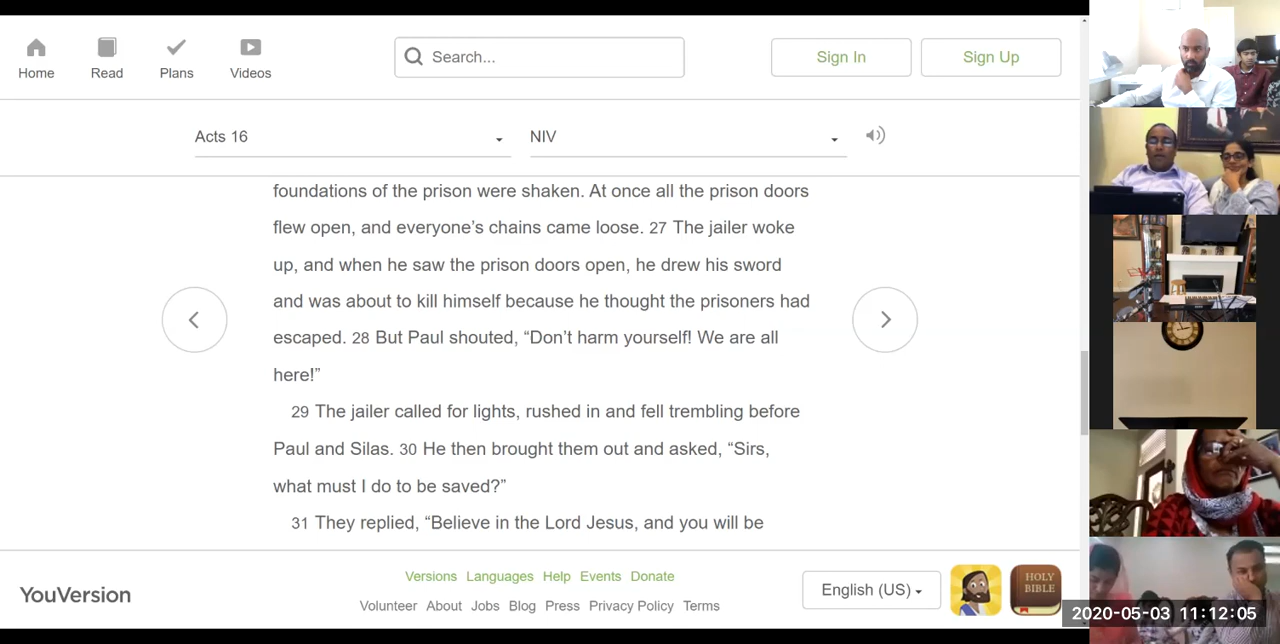 Home
Read
Plans
Videos
Search...
Sign In
Sign Up
Acts 16
NIV
foundations of the prison were shaken. At once all the prison doors
flew open, and everyone’s chains came loose. 27 The jailer woke
up, and when he saw the prison doors open, he drew his sword
and was about to kill himself because he thought the prisoners had
escaped. 28 But Paul shouted, “Don’t harm yourself! We are all
here!”
29 The jailer called for lights, rushed in and fell trembling before
Paul and Silas. 30 He then brought them out and asked, “Sirs,
what must I do to be saved?”
31 They replied, “Believe in the Lord Jesus, and you will be
YouVersion
Versions Languages Help Events Donate
Volunteer About Jobs Blog Press Privacy Policy Terms
English (US)
HOLY
BIBLE
2020-05-03 11:12:05